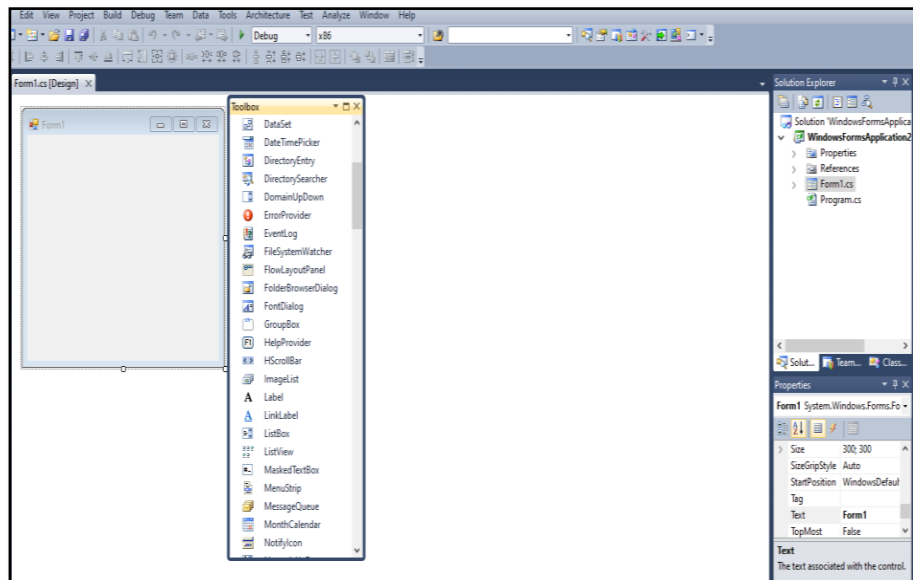 Edit View Project Build Debug Team Data Tools Architecture Test Analyze Window Help
Debug x86
Form1.cs [Design] X
Form1
Toolbox
DataSet
DateTimePicker
DirectoryEntry
DirectorySearcher
DomainUpDown
ErrorProvider
EventLog
FileSystemWatcher
FlowLayoutPanel
FolderBrowserDialog
FontDialog
GroupBox
HelpProvider
HScrollBar
ImageList
Label
LinkLabel
ListBox
ListView
MaskedTextBox
MenuStrip
MessageQueue
MonthCalendar
NotifyIcon
Solution Explorer
Solution 'WindowsFormsApplica
WindowsFormsApplication2
Properties
References
Form1.cs
Program.cs
Solut... Team... Class...
Properties
Form1 System.Windows.Forms.Fo
Size 300; 300
SizeGripStyle Auto
StartPosition WindowsDefaul
Tag
Text Form1
TopMost False
Text
The text associated with the control.